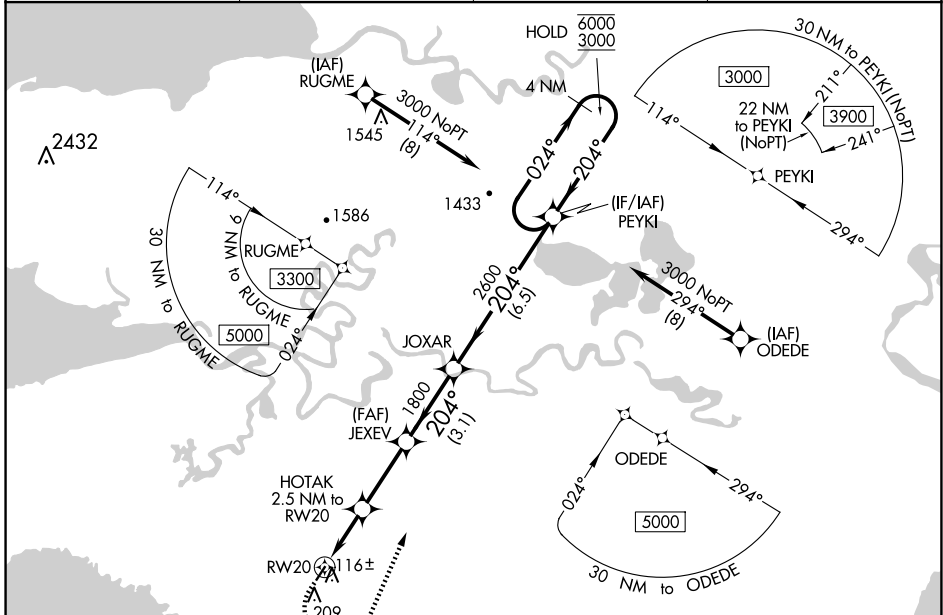 HOLD 6000
3000
4 NM
(IAF)
RUGME
3000 NoPT
114°
(8)
1545
2432
1433
024°
204°
(IF/IAF)
PEYKI
30 NM to PEYKI (NoPT)
3000
211°
22 NM
to PEYKI
(NoPT)
3900
241°
114°
PEYKI
294°
114°
1586
RUGME
9 NM to RUGME
3300
30 NM to RUGME
5000
024°
2600
204°
(6.5)
3000 NoPT
294°
(8)
(IAF)
ODEDE
JOXAR
1800
204°
(3.1)
(FAF)
JEXEV
HOTAK
2.5 NM to
RW20
RW20
116±
209
ODEDE
024°
294°
5000
30 NM to ODEDE